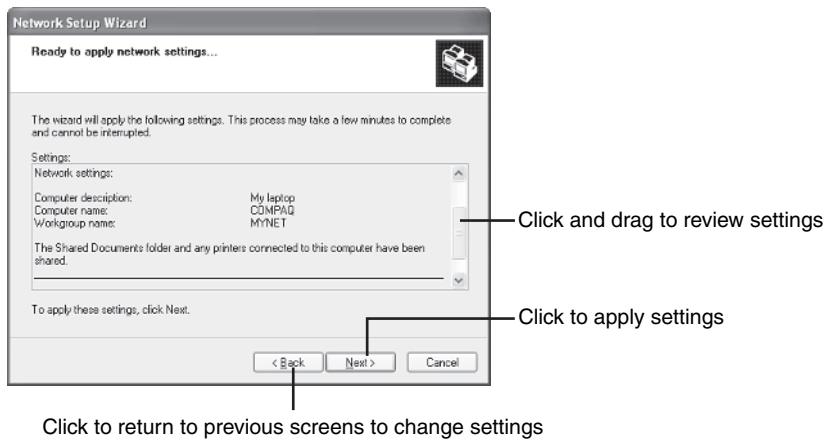 Network Setup Wizard
Ready to apply network settings...
The wizard will apply the following settings. This process may take a few minutes to complete
and cannot be interrupted.
Settings:
Network settings:
Computer description: My laptop
Computer name: COMPAQ
Workgroup name: MYNET
The Shared Documents folder and any printers connected to this computer have been
shared.
Click and drag to review settings
To apply these settings, click Next.
Click to apply settings
< Back Next > Cancel
Click to return to previous screens to change settings